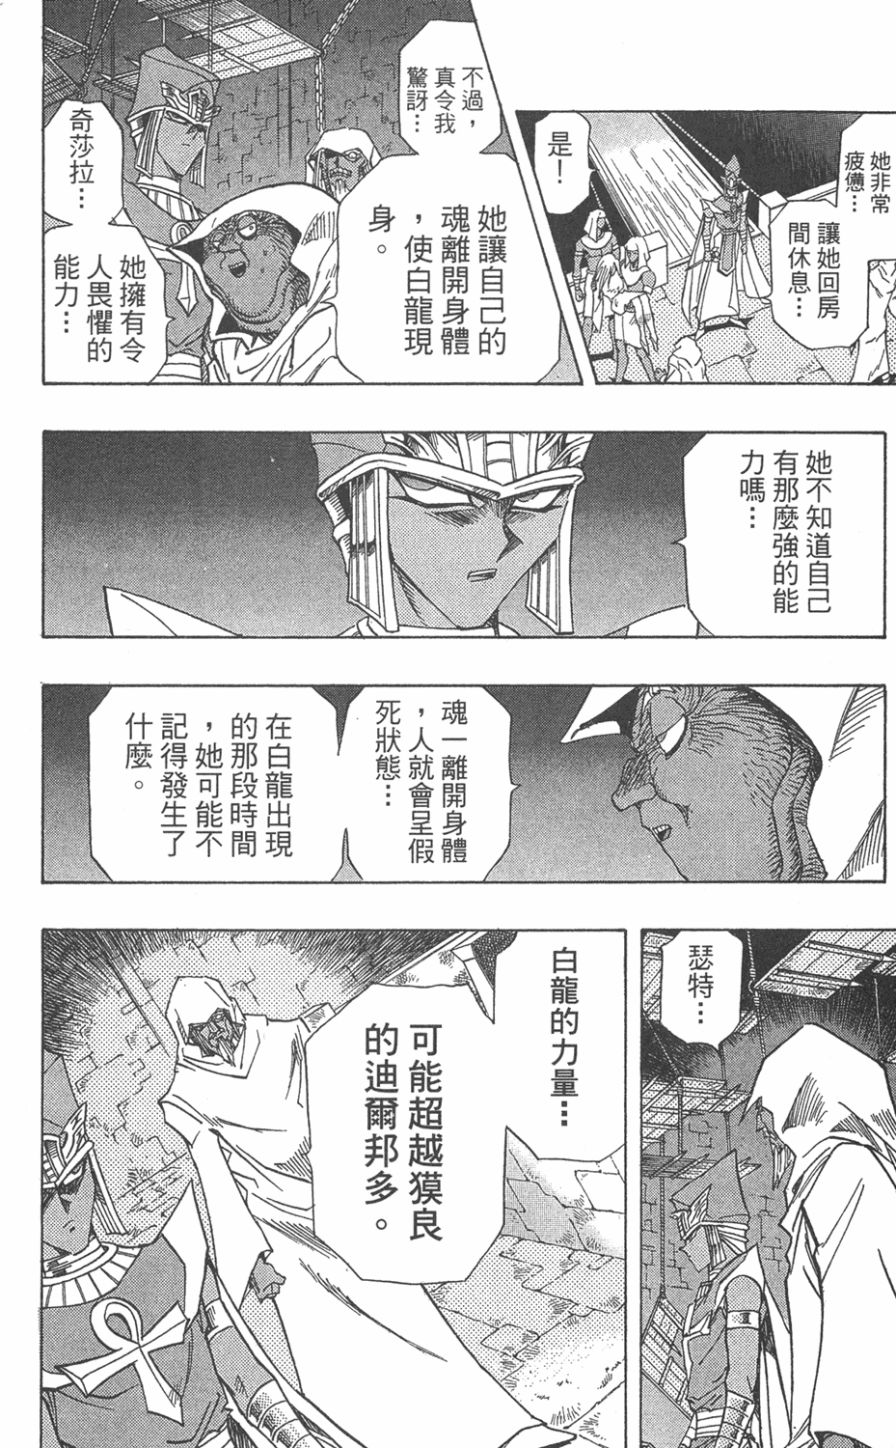 她非常
疲憊…
讓她回房
間休息…
是！
不過，
真令我
驚訝…
她讓自己的
魂離開身體
，使白龍現
身。
奇莎拉…
她擁有令
人畏懼的
能力…
她不知道自己
有那麼強的能
力嗎…
魂一離開身體
，人就會呈假
死狀態…
在白龍出現
的那段時間
，她可能不
記得發生了
什麼。
瑟特…
白龍的力量…
可能超越獏良
的迪爾邦多。